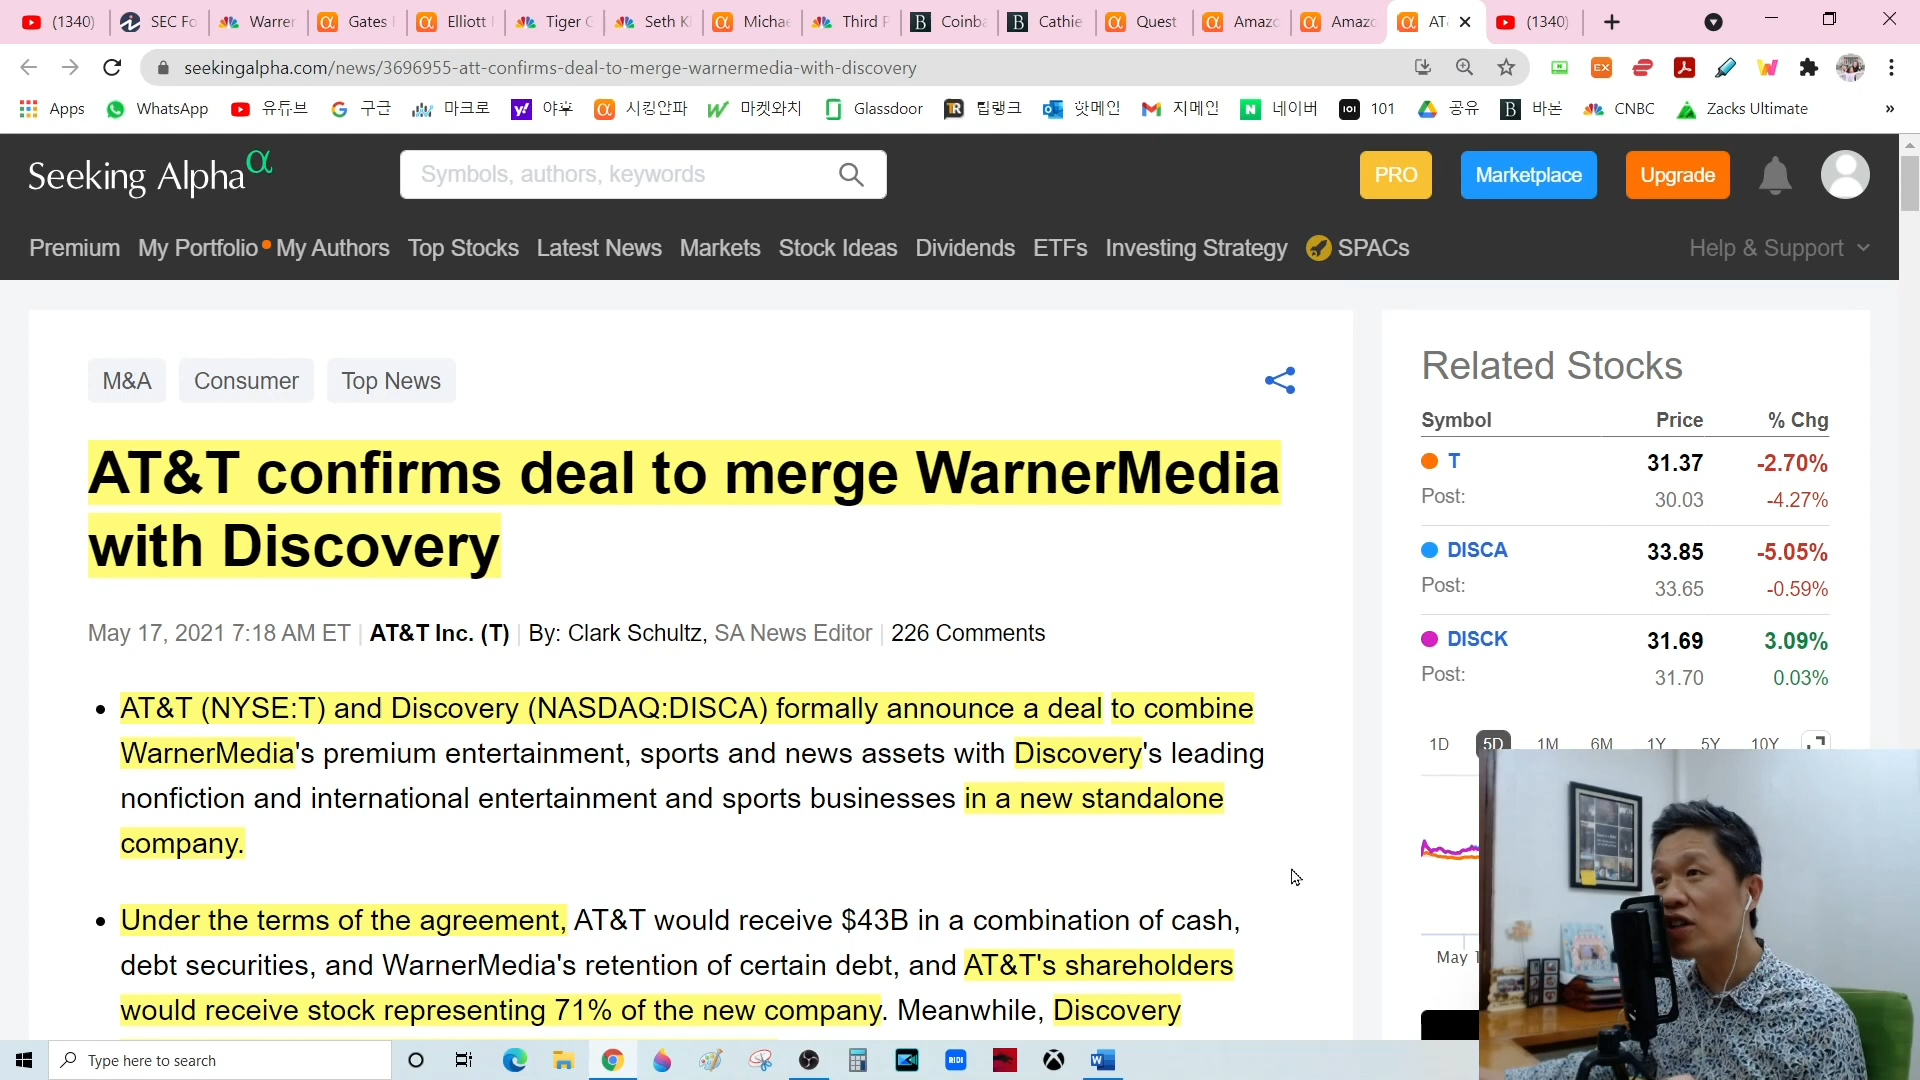 (1340)
SEC Fo
Warrer
Gates
Elliott
Tiger
Seth K
Michae
Third P
Coinba
Cathie
Quest
Amazo
Amazo
AT
(1340)
seekingalpha.com/news/3696955-att-confirms-deal-to-merge-warnermedia-with-discovery
Apps WhatsApp 유튜브 구글 마크로 야후 시킹알파 마켓와치 Glassdoor 팁랭크 핫메일 지메일 네이버 101 공유 바론 CNBC Zacks Ultimate »
Seeking Alpha α
Symbols, authors, keywords
PRO
Marketplace
Upgrade
Premium My Portfolio My Authors Top Stocks Latest News Markets Stock Ideas Dividends ETFs Investing Strategy SPACs Help & Support
M&A Consumer Top News
AT&T confirms deal to merge WarnerMedia
with Discovery
May 17, 2021 7:18 AM ET | AT&T Inc. (T) | By: Clark Schultz, SA News Editor | 226 Comments
• AT&T (NYSE:T) and Discovery (NASDAQ:DISCA) formally announce a deal to combine
WarnerMedia's premium entertainment, sports and news assets with Discovery's leading
nonfiction and international entertainment and sports businesses in a new standalone
company.
• Under the terms of the agreement, AT&T would receive $43B in a combination of cash,
debt securities, and WarnerMedia's retention of certain debt, and AT&T's shareholders
would receive stock representing 71% of the new company. Meanwhile, Discovery
Related Stocks
Symbol Price % Chg
T 31.37 -2.70%
Post: 30.03 -4.27%
DISCA 33.85 -5.05%
Post: 33.65 -0.59%
DISCK 31.69 3.09%
Post: 31.70 0.03%
1D 5D 1M 6M 1Y 5Y 10Y
May 1
Type here to search
RIDI